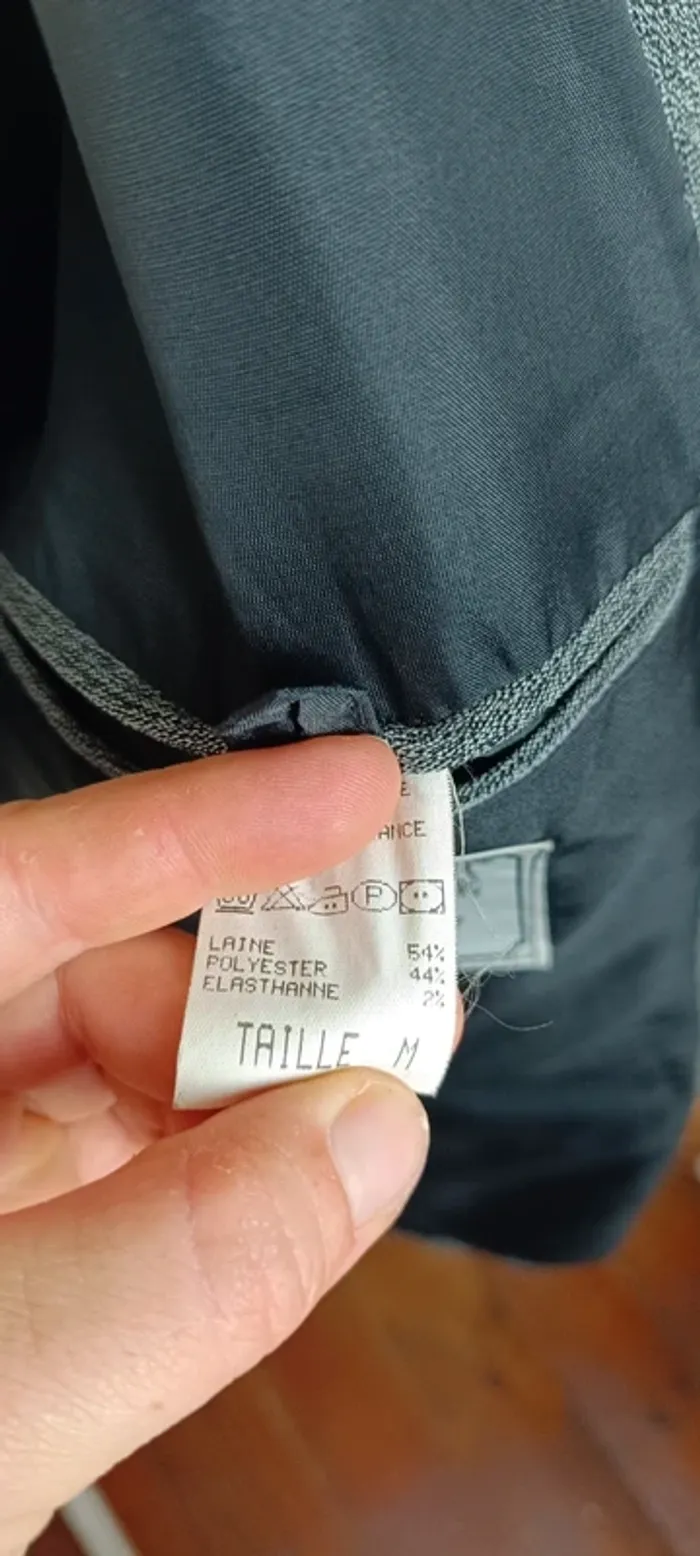 LAINE 54%
POLYESTER 44%
ELASTHANNE 2%
TAILLE M